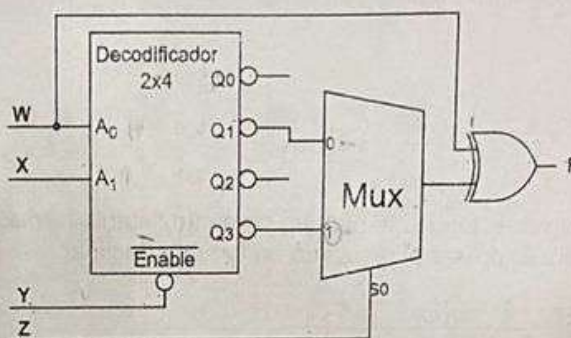 Decodificador
2x4
Q0
W
A0
Q1
0
X
A1
Q2
Mux
F
Q3
1
Enable
S0
Y
Z